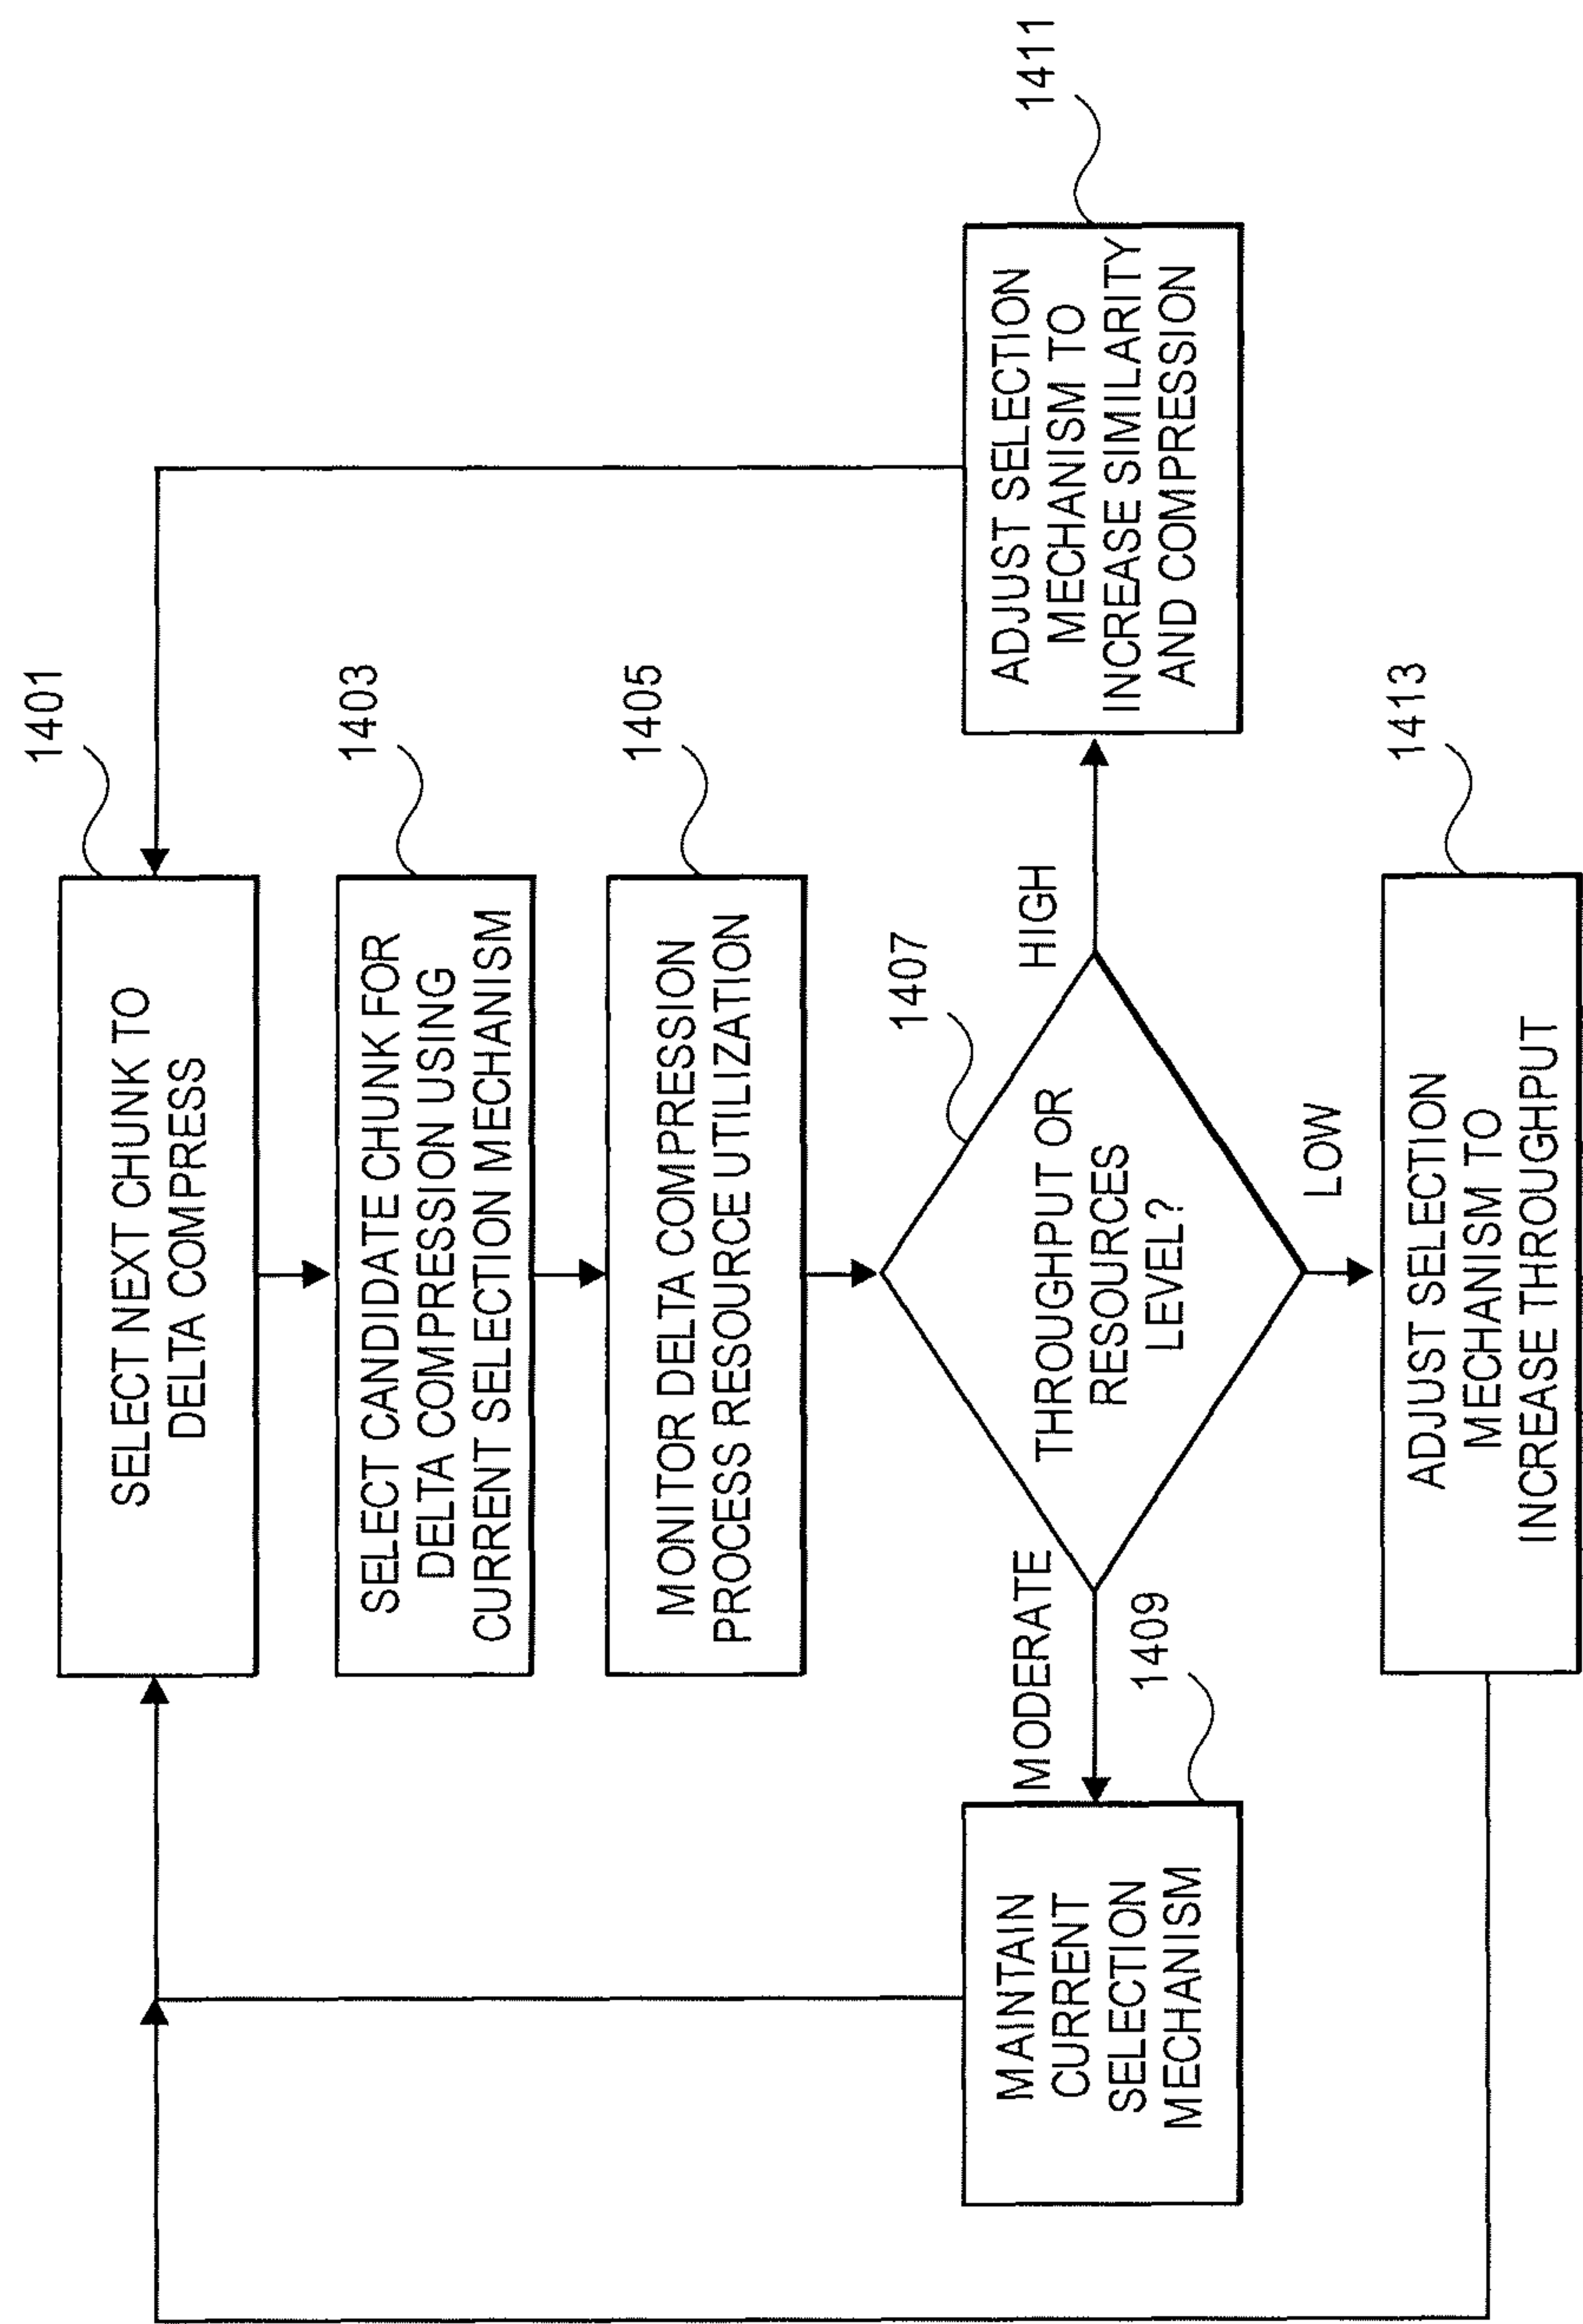 1401
SELECT NEXT CHUNK TO
DELTA COMPRESS
1403
SELECT CANDIDATE CHUNK FOR
DELTA COMPRESSION USING
CURRENT SELECTION MECHANISM
1405
MONITOR DELTA COMPRESSION
PROCESS RESOURCE UTILIZATION
1407
THROUGHPUT OR
RESOURCES
LEVEL?
MODERATE
HIGH
LOW
1409
MAINTAIN
CURRENT
SELECTION
MECHANISM
1411
ADJUST SELECTION
MECHANISM TO
INCREASE SIMILARITY
AND COMPRESSION
1413
ADJUST SELECTION
MECHANISM TO
INCREASE THROUGHPUT